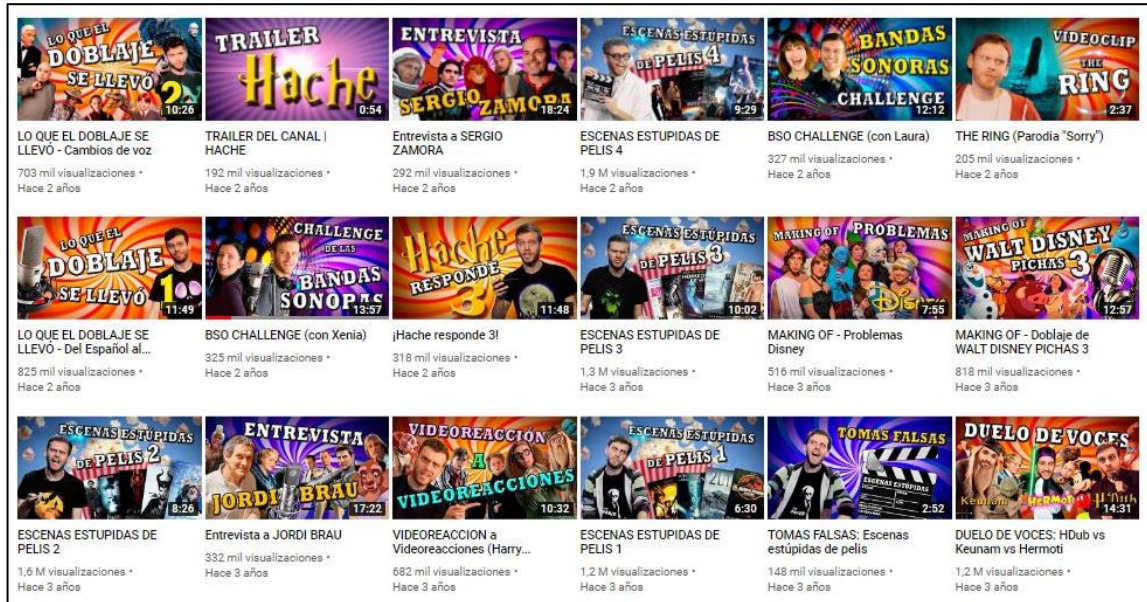 LO QUE EL
DOBLAJE
SE LLEVÓ 2
10:26
TRAILER
Hache
0:54
ENTREVISTA
SERGIO ZAMORA
18:24
ESCENAS ESTÚPIDAS
DE PELIS 4
9:29
BANDAS
SONORAS
CHALLENGE
12:12
VIDEOCLIP
THE
RING
2:37
LO QUE EL DOBLAJE SE
LLEVÓ - Cambios de voz
703 mil visualizaciones •
Hace 2 años
TRAILER DEL CANAL |
HACHE
192 mil visualizaciones •
Hace 2 años
Entrevista a SERGIO
ZAMORA
292 mil visualizaciones •
Hace 2 años
ESCENAS ESTUPIDAS DE
PELIS 4
1,9 M visualizaciones •
Hace 2 años
BSO CHALLENGE (con Laura)
327 mil visualizaciones •
Hace 2 años
THE RING (Parodia "Sorry")
205 mil visualizaciones •
Hace 2 años
LO QUE EL
DOBLAJE
SE LLEVÓ 1
11:49
CHALLENGE
DE LAS
BANDAS
SONORAS
13:57
Hache
RESPONDE
3
11:48
ESCENAS ESTÚPIDAS
DE PELIS 3
10:02
MAKING OF PROBLEMAS
Disney
7:55
MAKING OF
WALT DISNEY
PICHAS 3
12:57
LO QUE EL DOBLAJE SE
LLEVÓ - Del Español al...
825 mil visualizaciones •
Hace 2 años
BSO CHALLENGE (con Xenia)
325 mil visualizaciones •
Hace 2 años
¡Hache responde 3!
318 mil visualizaciones •
Hace 2 años
ESCENAS ESTUPIDAS DE
PELIS 3
1,3 M visualizaciones •
Hace 3 años
MAKING OF - Problemas
Disney
516 mil visualizaciones •
Hace 3 años
MAKING OF - Doblaje de
WALT DISNEY PICHAS 3
818 mil visualizaciones •
Hace 3 años
ESCENAS ESTÚPIDAS
DE PELIS 2
8:26
ENTREVISTA
JORDI BRAU
17:22
VIDEOREACCIÓN
A
VIDEOREACCIONES
10:32
ESCENAS ESTÚPIDAS
DE PELIS 1
6:30
TOMAS FALSAS
ESCENAS ESTÚPIDAS
2:52
DUELO DE VOCES
Keunam
HERMOTI
14:31
ESCENAS ESTUPIDAS DE
PELIS 2
1,6 M visualizaciones •
Hace 3 años
Entrevista a JORDI BRAU
332 mil visualizaciones •
Hace 3 años
VIDEOREACCION a
Videoreacciones (Harry...
682 mil visualizaciones •
Hace 3 años
ESCENAS ESTUPIDAS DE
PELIS 1
1,2 M visualizaciones •
Hace 3 años
TOMAS FALSAS: Escenas
estúpidas de pelis
148 mil visualizaciones •
Hace 3 años
DUELO DE VOCES: HDub vs
Keunam vs Hermoti
1,2 M visualizaciones •
Hace 3 años